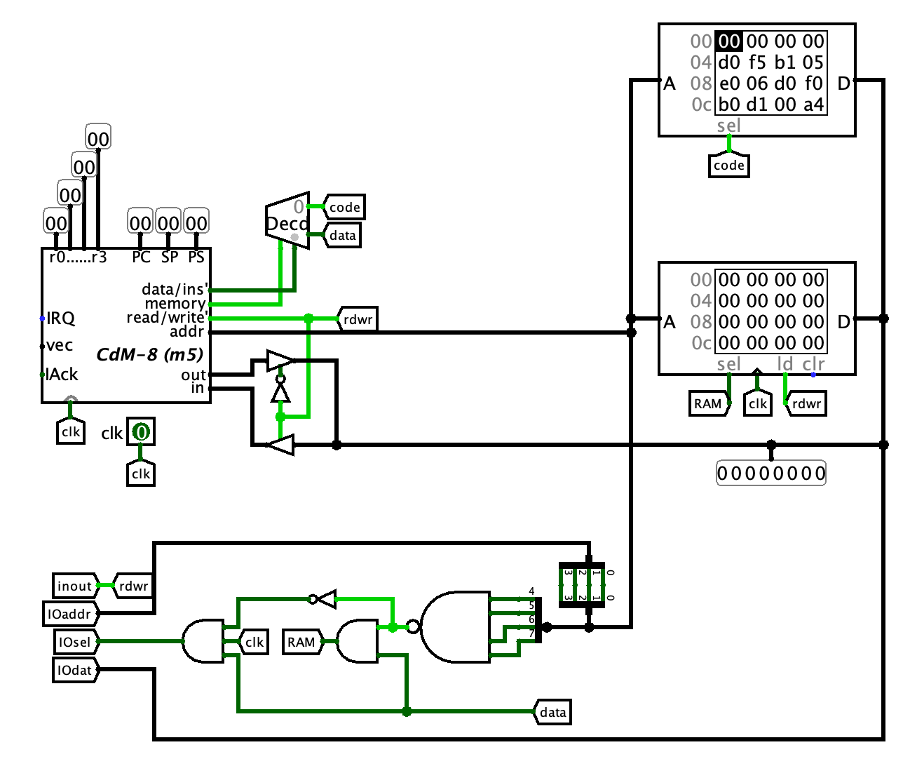 00 00 00 00 00
04 d0 f5 b1 05
08 e0 06 d0 f0
0c b0 d1 00 a4
A
D
sel
code
00
00
00
00
00 00 00
r0......r3 PC SP PS
0
Decd
code
data
data/ins'
memory
read/write'
addr
IRQ
vec
IAck
CdM-8 (m5)
out
in
rdwr
clk
clk 0
clk
00 00 00 00 00
04 00 00 00 00
08 00 00 00 00
0c 00 00 00 00
A
D
sel ld clr
RAM
clk
rdwr
00000000
inout
rdwr
IOaddr
IOsel
IOdat
clk
RAM
4
5
6
7
3 2 1 0
3 2 1 0
data